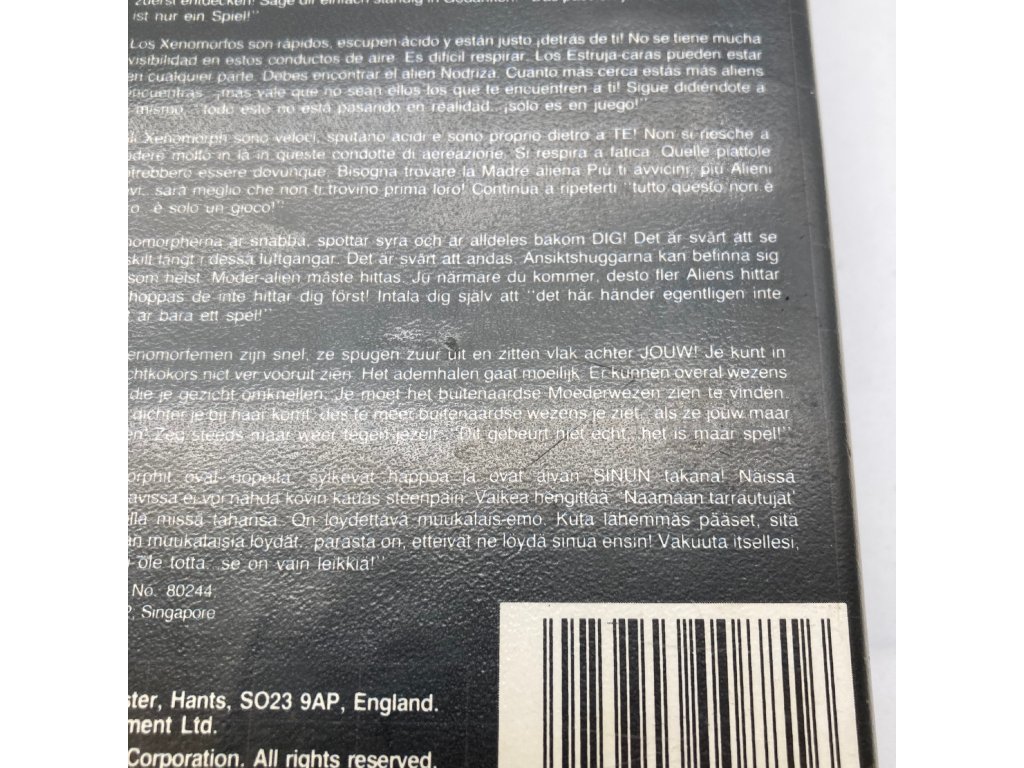 zuerst entdecken! Sage dir einfach ständig in Gedanken:
ist nur ein Spiel!"
Los Xenomorfos son rápidos, escupen ácido y están justo ¡detrás de ti! No se tiene mucha
visibilidad en estos conductos de aire. Es difícil respirar. Los Estruja-caras pueden estar
en cualquier parte. Debes encontrar el alien Nodriza. Cuanto más cerca estás más aliens
encuentras ¡más vale que no sean ellos los que te encuentren a ti! Sigue didiéndote a
mismo, "todo esto no está pasando en realidad...¡sólo es en juego!"
Xenomorph sono veloci, sputano acidi e sono proprio dietro a TE! Non si riesche a
vedere molto in là in queste condotte di aereazione. Si respira a fatica. Quelle piattole
potrebbero essere dovunque. Bisogna trovare la Madre aliena Più ti avvicini, più Alieni
sarà meglio che non ti trovino prima loro! Continua a ripeterti "tutto questo non è
è solo un gioco!"
nomorpherna är snabba, spottar syra och är alldeles bakom DIG! Det är svårt att se
skilt långt i dessa luftgångar. Det är svårt att andas. Ansiktshuggarna kan befinna sig
som helst. Moder-alien måste hittas. Ju närmare du kommer, desto fler Aliens hittar
hoppas de inte hittar dig först! Intala dig själv att "det här händer egentligen inte
är bara ett spel!"
enomorfemen zijn snel, ze spugen zuur uit en zitten vlak achter JOUW! Je kunt in
chtkokors nict ver vooruit zien. Het ademhalen gaat moeilijk. Er kunnen overal wezens
die je gezicht omknellen. Je moet het buitenaardse Moederwezen zien te vinden.
dichter je bij haar komt, des te meer buitenaardse wezens je ziet...als ze jouw maar
en! Zeg steeds maar weer tegen jezelf: "Dit gebeurt niet echt...het is maar spel!"
orphit ovat nopeita, sylkevät happoa ja ovat aivan SINUN takana! Näissä
avissa ei voi nähdä kovin kauas eteenpäin. Vaikea hengittää. 'Naamaan tarrautujat'
llä missä tahansa. On löydettävä muukalais-emo. Kuta lähemmäs pääset, sitä
n muukalaisia löydät...parasta on, etteivät ne löydä sinua ensin! Vakuuta itsellesi,
ole totta...se on vain leikkiä!"
No. 80244
P, Singapore
ster, Hants, SO23 9AP, England.
ment Ltd.
Corporation. All rights reserved.